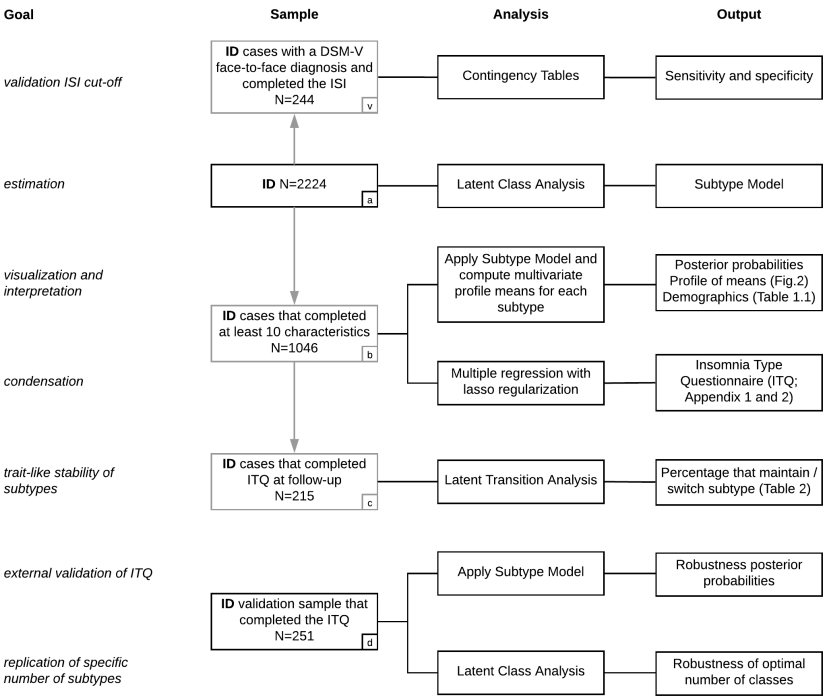 Goal
Sample
Analysis
Output
validation ISI cut-off
ID cases with a DSM-V
face-to-face diagnosis and
completed the ISI
N=244
v
Contingency Tables
Sensitivity and specificity
estimation
ID N=2224
a
Latent Class Analysis
Subtype Model
visualization and
interpretation
ID cases that completed
at least 10 characteristics
N=1046
b
Apply Subtype Model and
compute multivariate
profile means for each
subtype
Posterior probabilities
Profile of means (Fig.2)
Demographics (Table 1.1)
condensation
Multiple regression with
lasso regularization
Insomnia Type
Questionnaire (ITQ;
Appendix 1 and 2)
trait-like stability of
subtypes
ID cases that completed
ITQ at follow-up
N=215
c
Latent Transition Analysis
Percentage that maintain /
switch subtype (Table 2)
external validation of ITQ
ID validation sample that
completed the ITQ
N=251
d
Apply Subtype Model
Robustness posterior
probabilities
replication of specific
number of subtypes
Latent Class Analysis
Robustness of optimal
number of classes